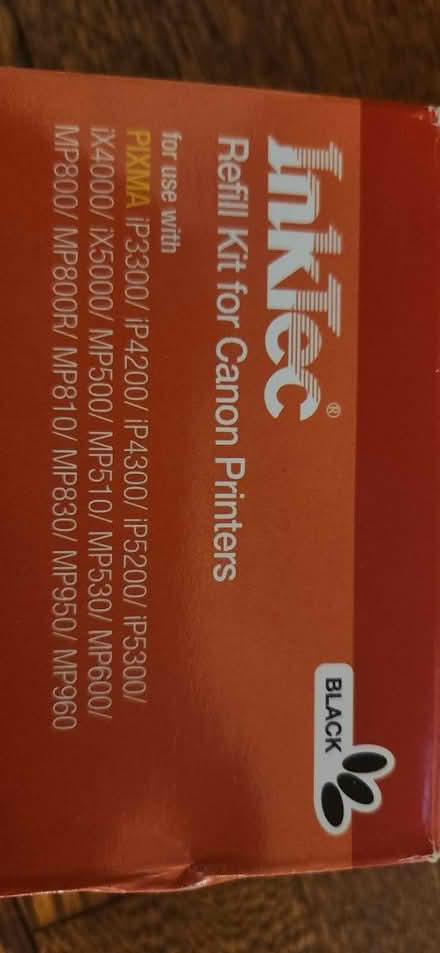 InkTec®
BLACK
Refill Kit for Canon Printers
for use with
PIXMA iP3300/ iP4200/ iP4300/ iP5200/ iP5300/
iX4000/ iX5000/ MP500/ MP510/ MP530/ MP600/
MP800/ MP800R/ MP810/ MP830/ MP950/ MP960